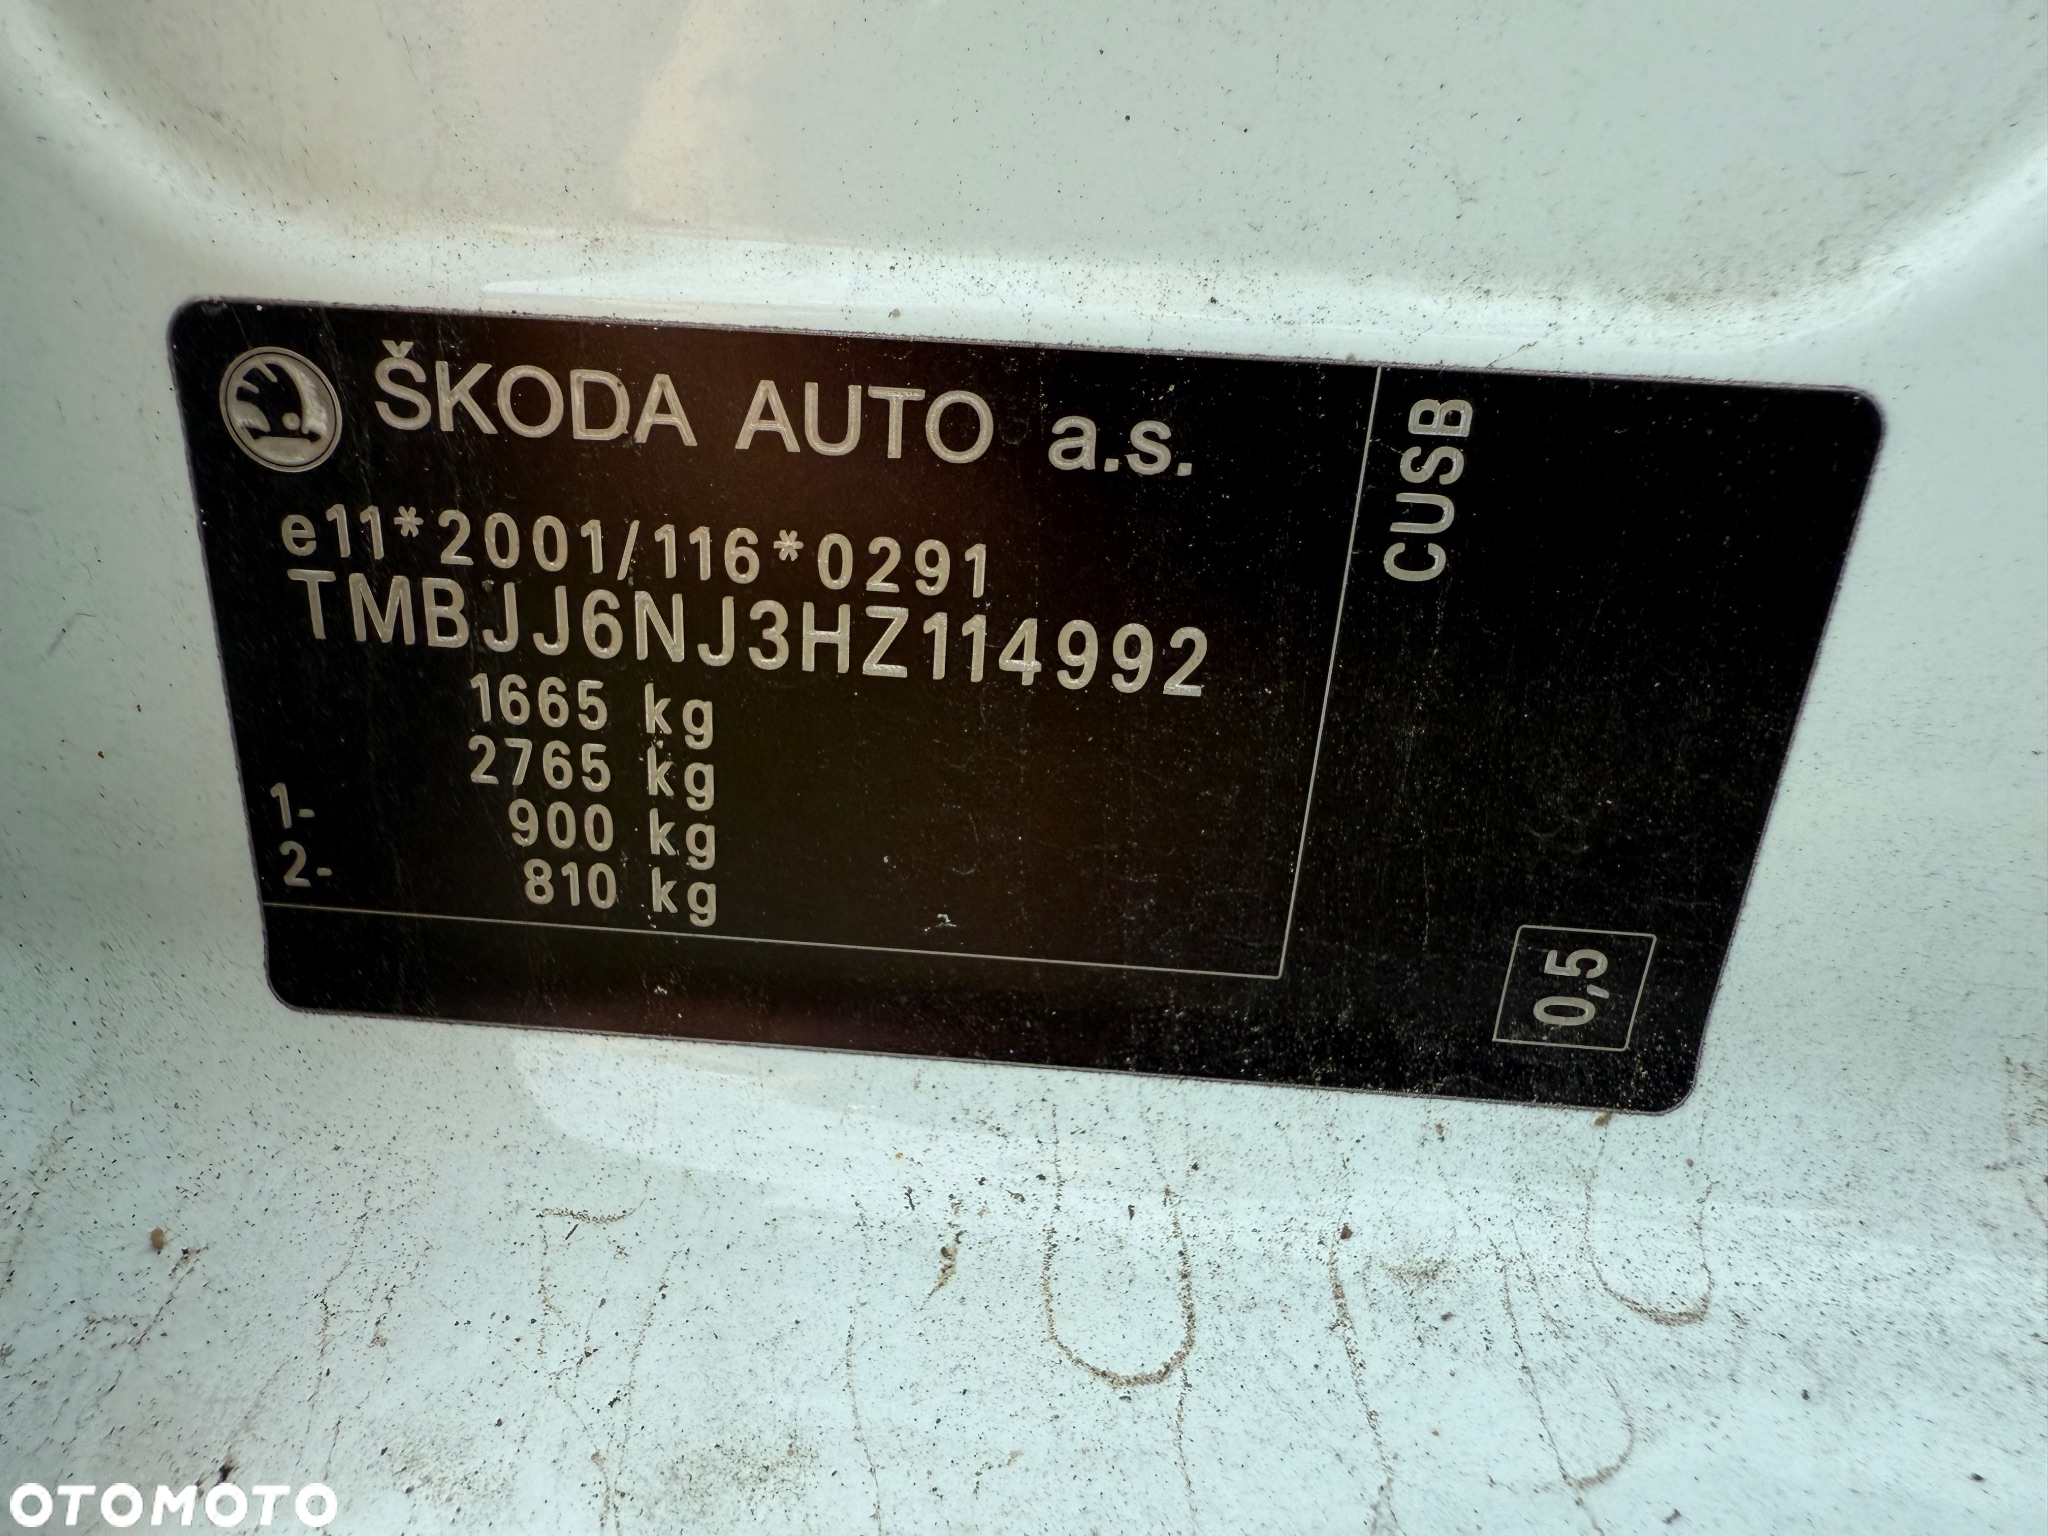 ŠKODA AUTO a.s.
e11*2001/116*0291
TMBJJ6NJ3HZ114992
1665 kg
2765 kg
1- 900 kg
2- 810 kg
CUSB
0,5
OTOMOTO